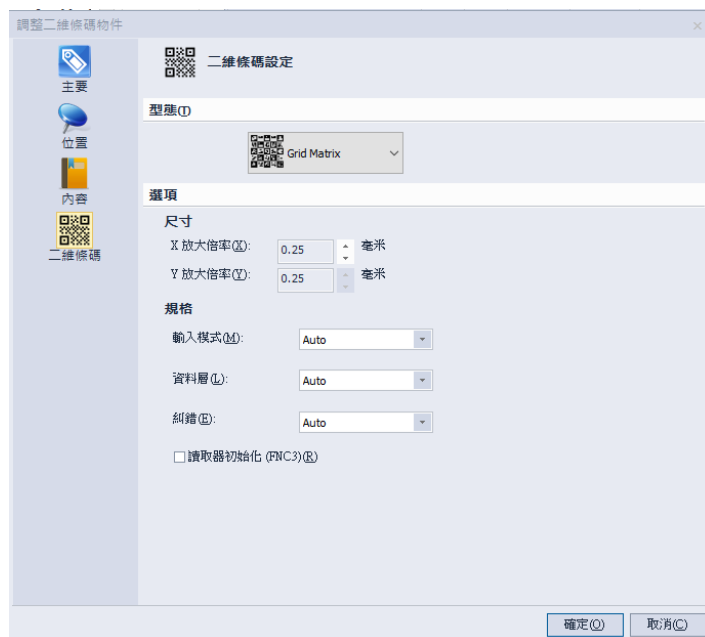 調整二維條碼物件
主要
位置
內容
二維條碼
二維條碼設定
型態(T)
Grid Matrix
選項
尺寸
X 放大倍率(X): 0.25 毫米
Y 放大倍率(Y): 0.25 毫米
規格
輸入模式(M): Auto
資料層(L): Auto
糾錯(E): Auto
讀取器初始化 (FNC3)(R)
確定(O) 取消(C)